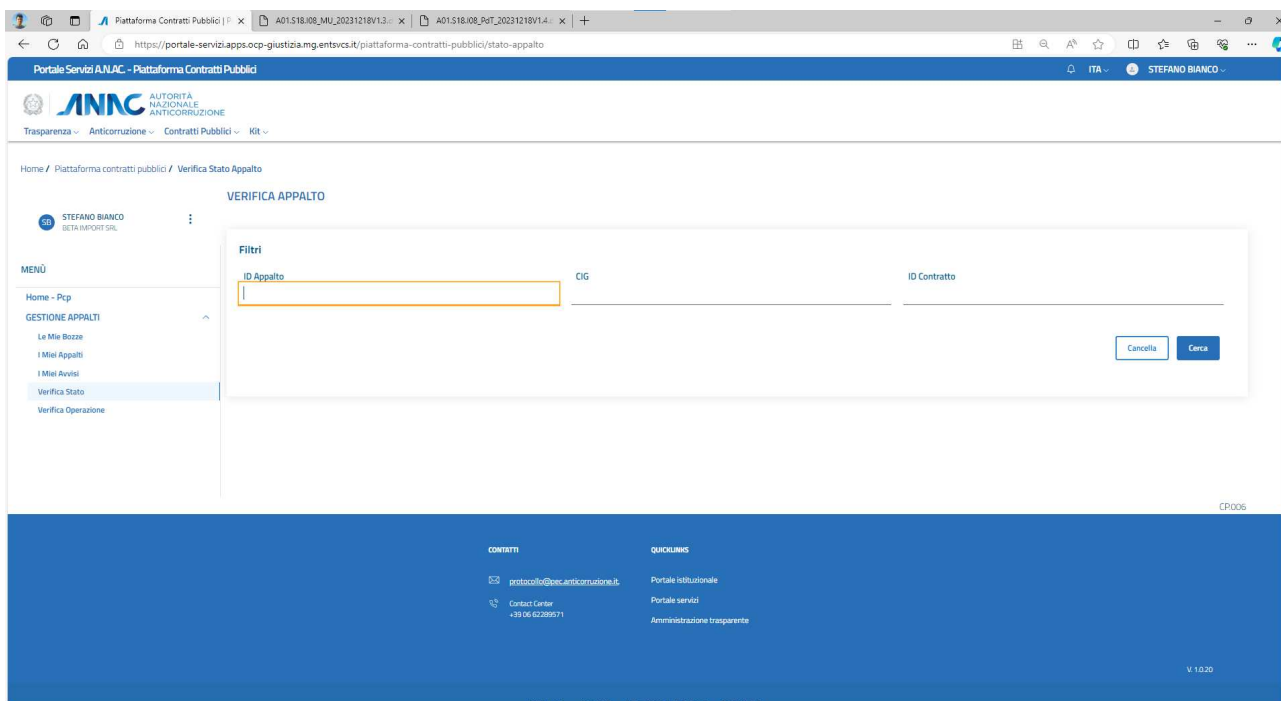 Piattaforma Contratti Pubblici | P
A01.S18.I08_MU_20231218V1.3.
A01.S18.I08_PdT_20231218V1.4.
https://portale-servizi.apps.ocp-giustizia.mg.entsvcs.it/piattaforma-contratti-pubblici/stato-appalto
Portale Servizi A.N.AC. - Piattaforma Contratti Pubblici
ITA
STEFANO BIANCO
ANAC
AUTORITÀ
NAZIONALE
ANTICORRUZIONE
Trasparenza Anticorruzione Contratti Pubblici Kit
Home / Piattaforma contratti pubblici / Verifica Stato Appalto
VERIFICA APPALTO
SB
STEFANO BIANCO
BETA IMPORT SRL
Filtri
MENÙ
ID Appalto
CIG
ID Contratto
Home - Pcp
GESTIONE APPALTI
Le Mie Bozze
I Miei Appalti
I Miei Avvisi
Verifica Stato
Verifica Operazione
Cancella
Cerca
CP.006
CONTATTI
protocollo@pec.anticorruzione.it.
Contact Center
+39 06 62289571
QUICKLINKS
Portale istituzionale
Portale servizi
Amministrazione trasparente
V. 1.0.20